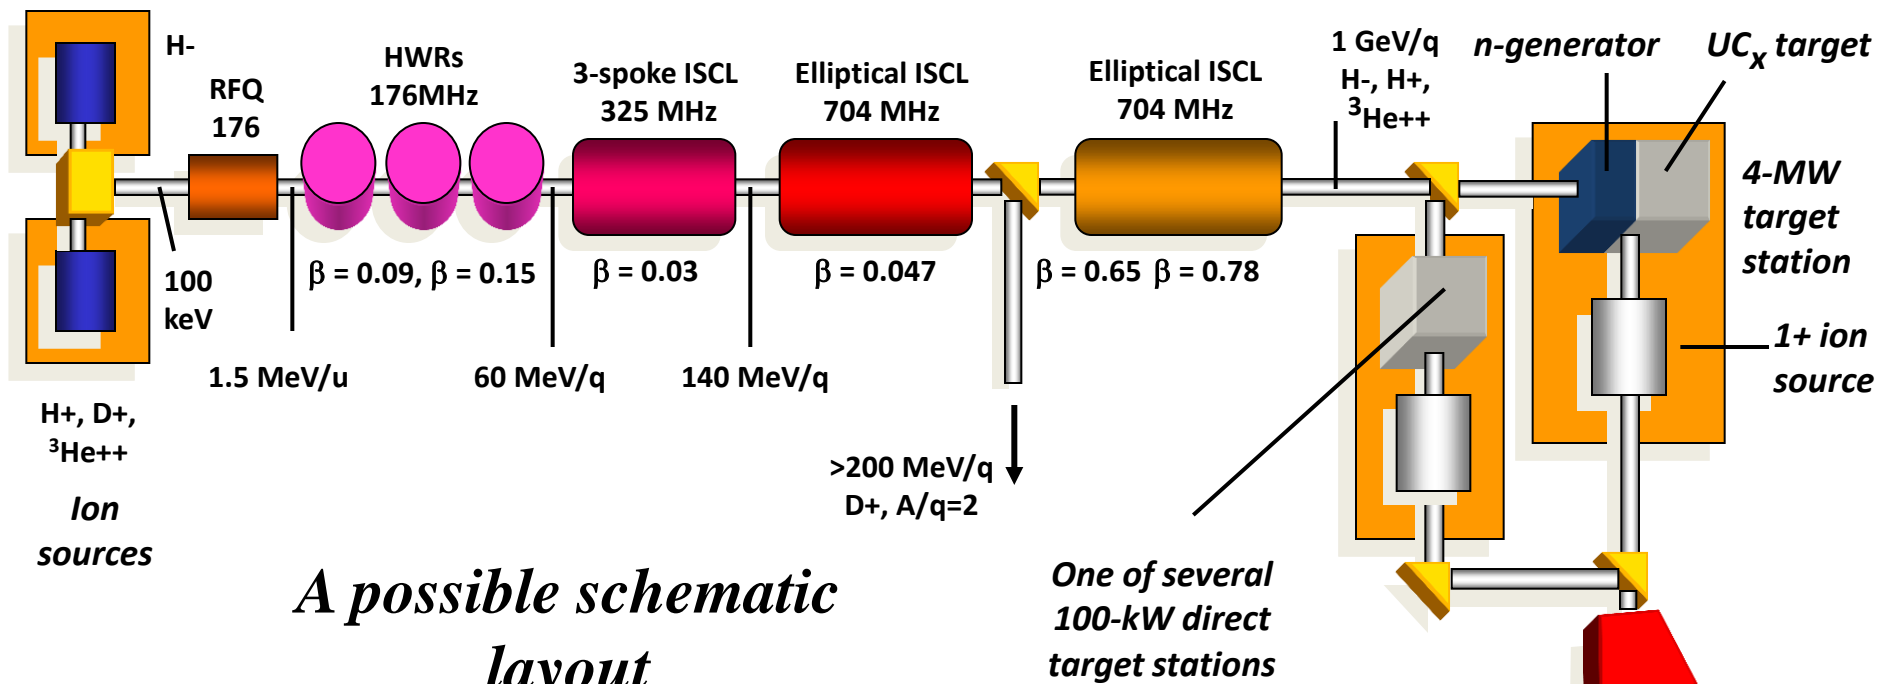 H-
RFQ
176
HWRs
176MHz
3-spoke ISCL
325 MHz
Elliptical ISCL
704 MHz
Elliptical ISCL
704 MHz
1 GeV/q
H-, H+,
³He++
n-generator
UCₓ target
4-MW
target
station
1+ ion
source
100
keV
β = 0.09, β = 0.15
β = 0.03
β = 0.047
β = 0.65 β = 0.78
1.5 MeV/u
60 MeV/q
140 MeV/q
H+, D+,
³He++
Ion
sources
>200 MeV/q
D+, A/q=2
One of several
100-kW direct
target stations
A possible schematic
layout